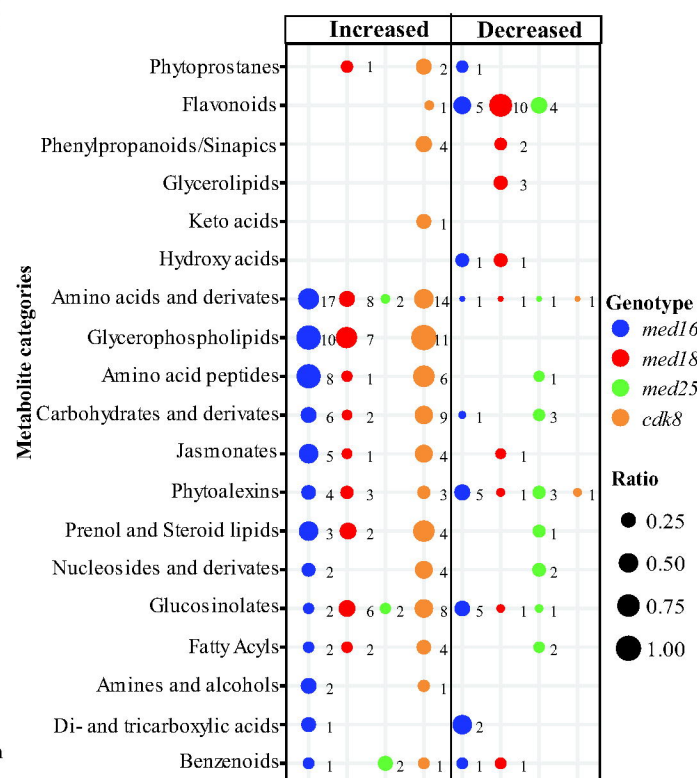 Increased Decreased
Phytoprostanes 1 2 1
Flavonoids 1 5 10 4
Phenylpropanoids/Sinapics 4 2
Glycerolipids 3
Keto acids 1
Hydroxy acids 1 1
Amino acids and derivates 17 8 2 14 1 1 1 1
Glycerophospholipids 10 7 11
Amino acid peptides 8 1 6 1
Carbohydrates and derivates 6 2 9 1 3
Jasmonates 5 1 4 1
Phytoalexins 4 3 3 5 1 3 1
Prenol and Steroid lipids 3 2 4 1
Nucleosides and derivates 2 4 2
Glucosinolates 2 6 2 8 5 1 1
Fatty Acyls 2 2 4 2
Amines and alcohols 2 1
Di- and tricarboxylic acids 1 2
Benzenoids 1 2 1 1 1
Metabolite categories
Genotype
med16
med18
med25
cdk8
Ratio
0.25
0.50
0.75
1.00